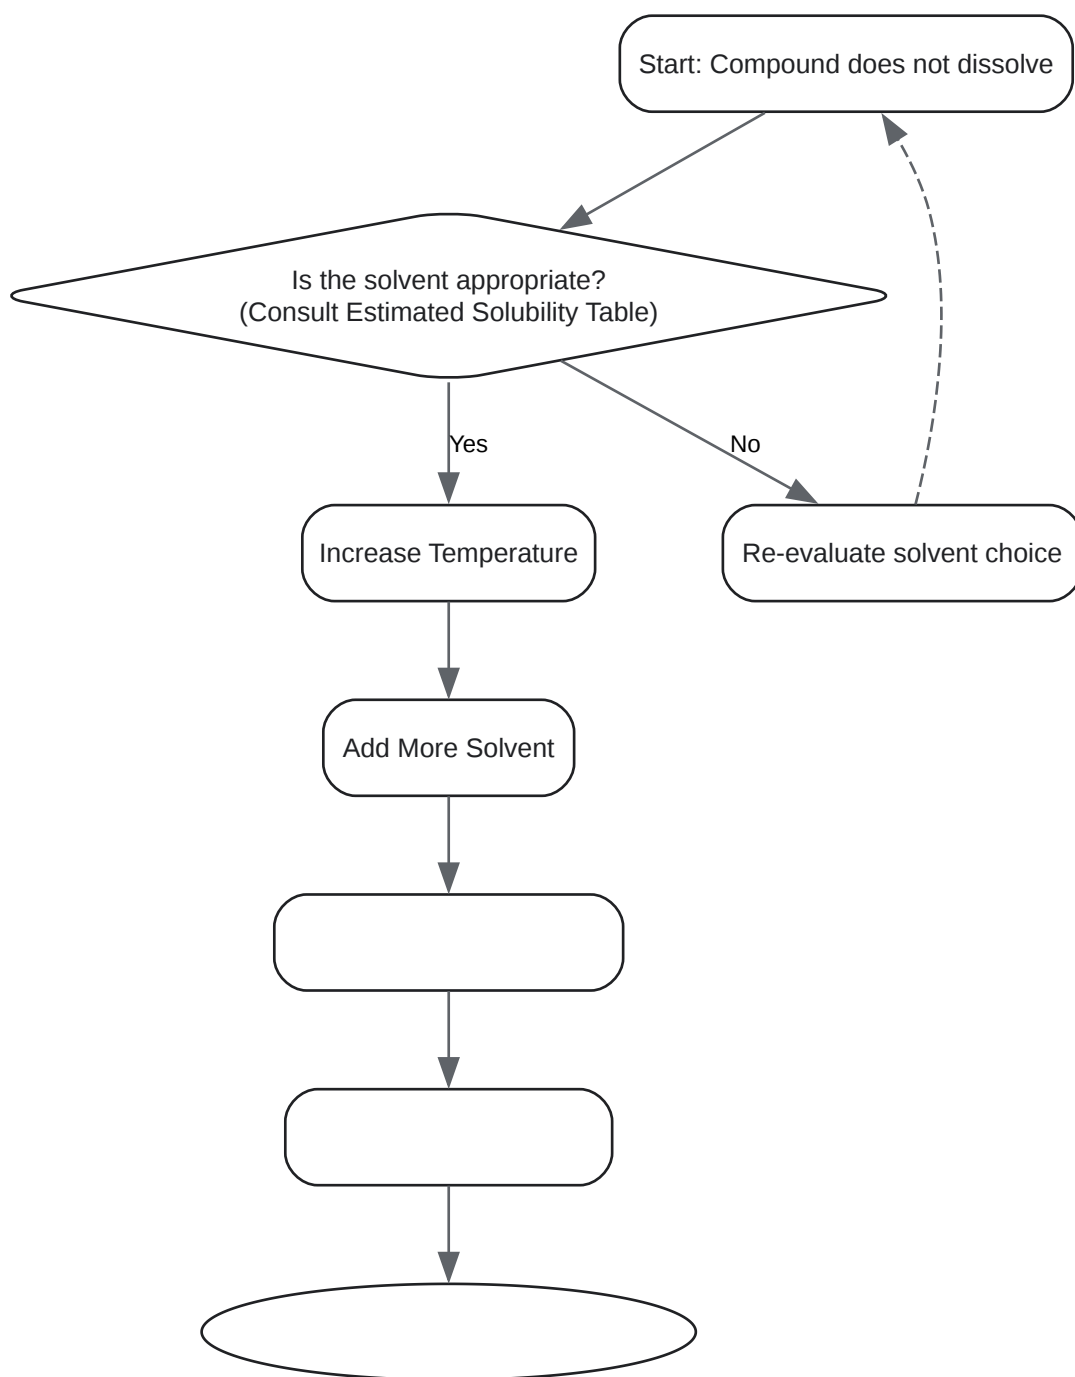 Start: Compound does not dissolve
Is the solvent appropriate?
(Consult Estimated Solubility Table)
Yes
No
Increase Temperature
Re-evaluate solvent choice
Add More Solvent